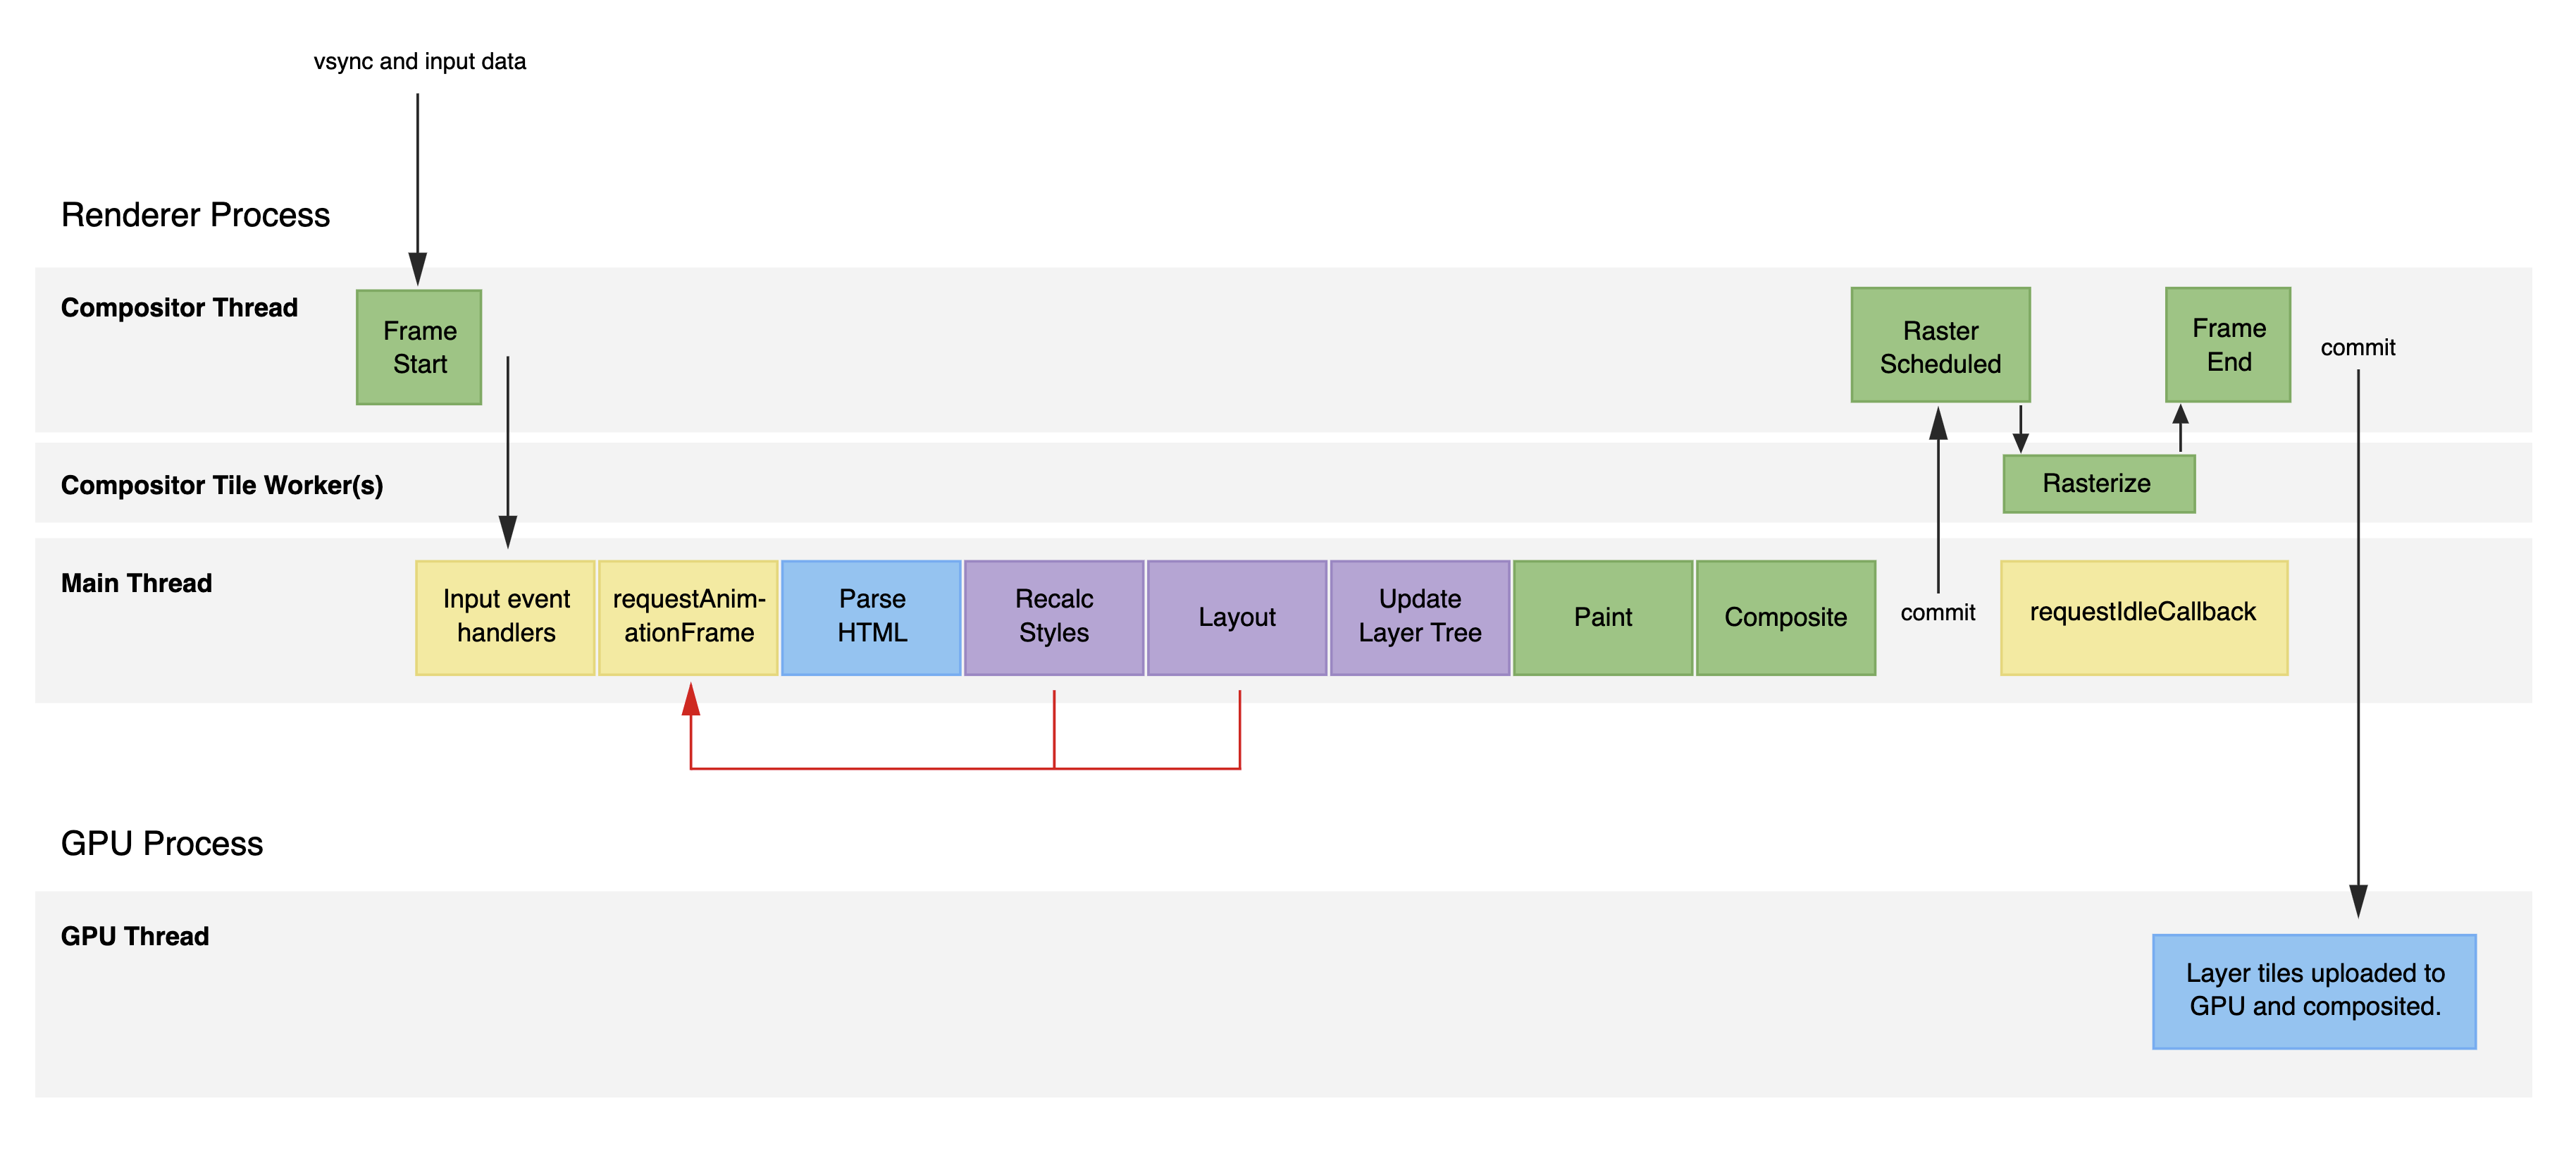 vsync and input data
Renderer Process
Compositor Thread
Frame
Start
Raster
Scheduled
Frame
End
commit
Compositor Tile Worker(s)
Rasterize
Main Thread
Input event
handlers
requestAnim-
ationFrame
Parse
HTML
Recalc
Styles
Layout
Update
Layer Tree
Paint
Composite
commit
requestIdleCallback
GPU Process
GPU Thread
Layer tiles uploaded to
GPU and composited.